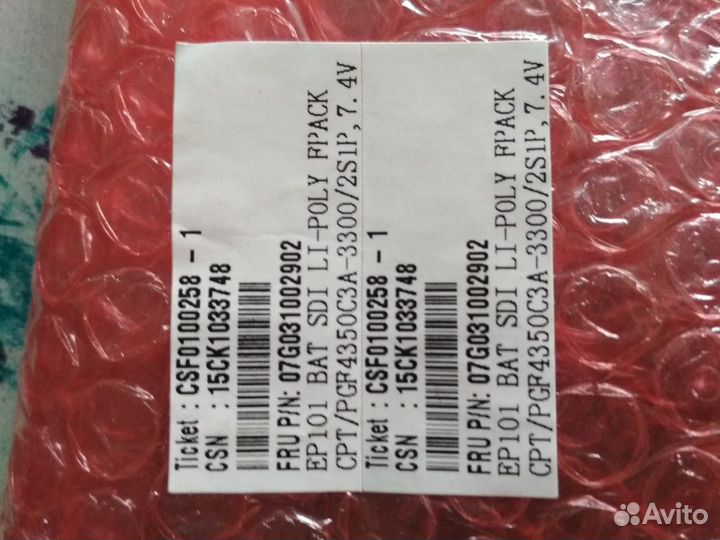 Ticket : CSF0100258 - 1
CSN : 15CK1033748
FRU P/N: 07G031002902
EP101 BAT SDI LI-POLY FPACK
CPT/PGF4350C3A-3300/2S1P,7.4V
Ticket : CSF0100258 - 1
CSN : 15CK1033748
FRU P/N: 07G031002902
EP101 BAT SDI LI-POLY FPACK
CPT/PGF4350C3A-3300/2S1P,7.4V
Avito